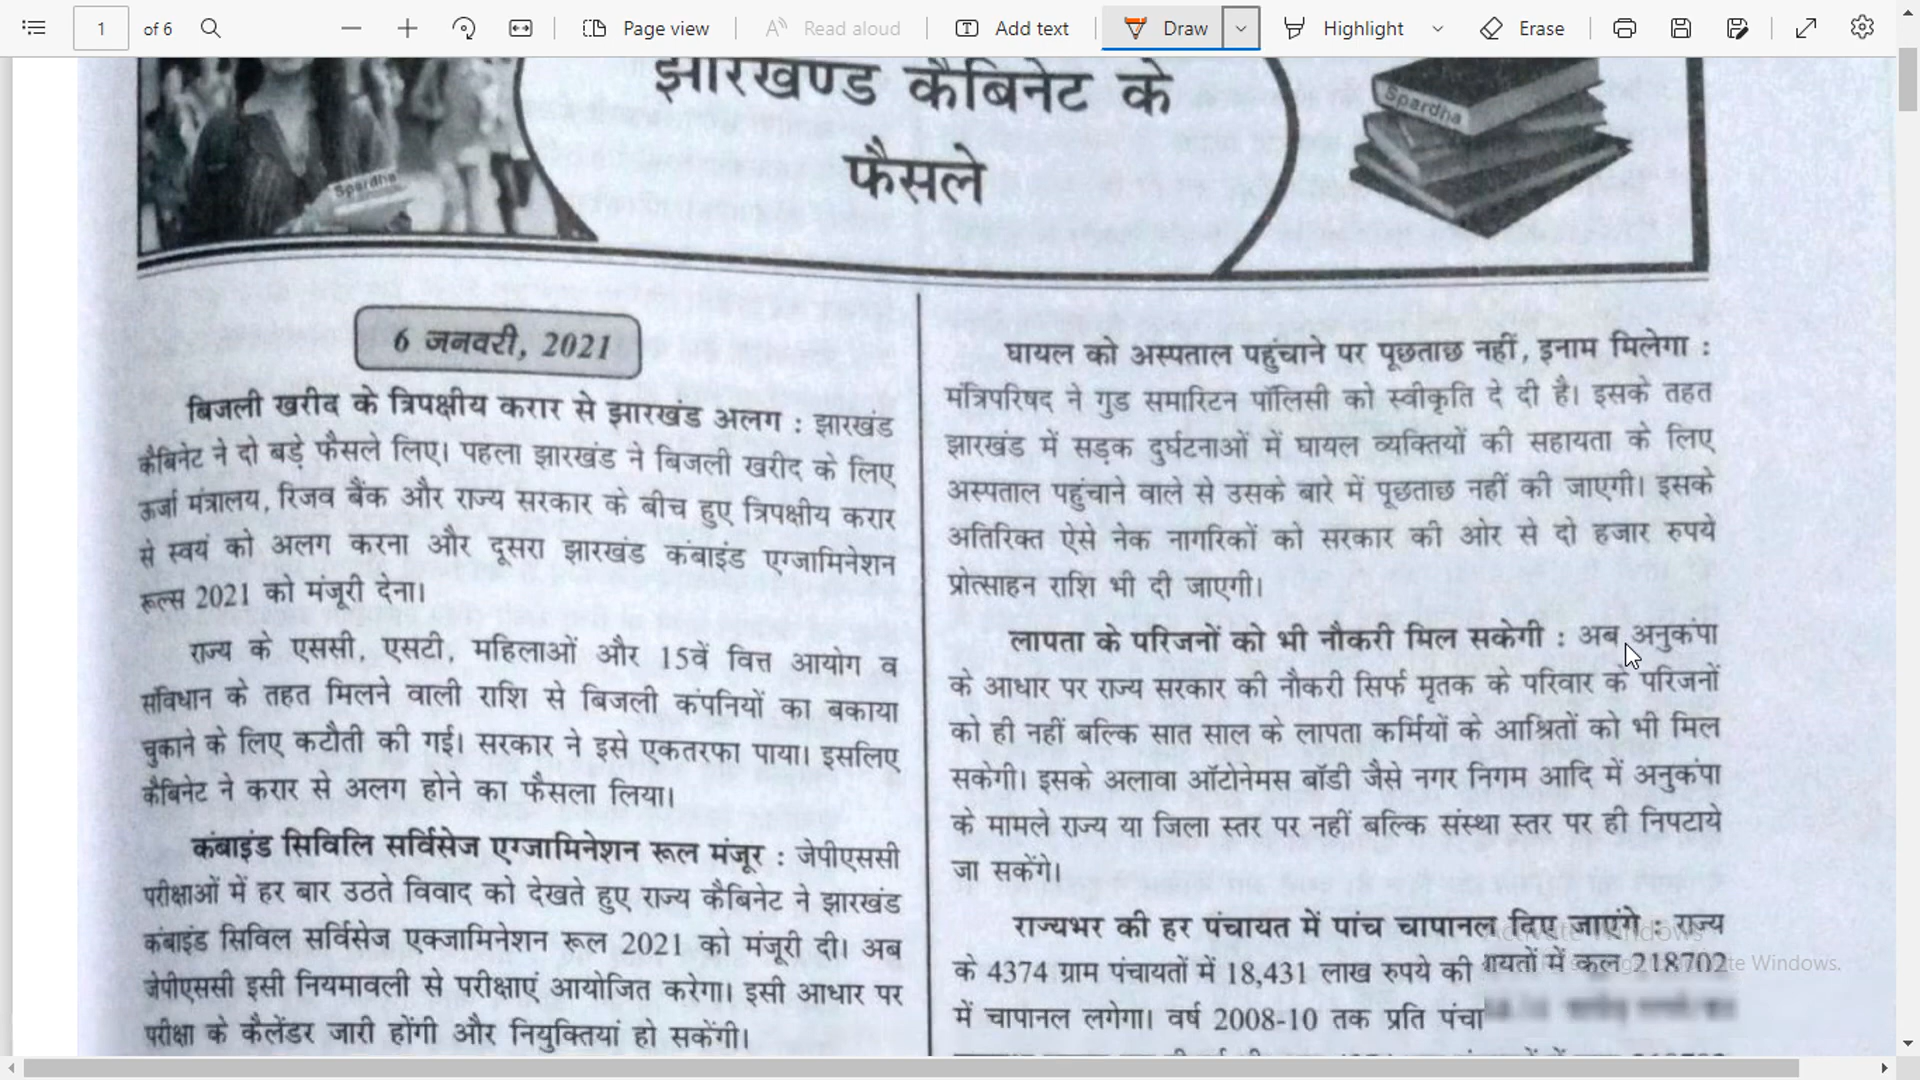 1
of 6
Page view
Read aloud
Add text
Draw
Highlight
Erase
झारखण्ड कैबिनेट के
फैसले
Spardha
Spardha
6 जनवरी, 2021
बिजली खरीद के त्रिपक्षीय करार से झारखंड अलग : झारखंड
कैबिनेट ने दो बड़े फैसले लिए। पहला झारखंड ने बिजली खरीद के लिए
ऊर्जा मंत्रालय, रिजव बैंक और राज्य सरकार के बीच हुए त्रिपक्षीय करार
से स्वयं को अलग करना और दूसरा झारखंड कंबाइंड एग्जामिनेशन
रूल्स 2021 को मंजूरी देना।
राज्य के एससी, एसटी, महिलाओं और 15वें वित्त आयोग व
संविधान के तहत मिलने वाली राशि से बिजली कंपनियों का बकाया
चुकाने के लिए कटौती की गई। सरकार ने इसे एकतरफा पाया। इसलिए
कैबिनेट ने करार से अलग होने का फैसला लिया।
कंबाइंड सिविलि सर्विसेज एग्जामिनेशन रूल मंजूर : जेपीएससी
परीक्षाओं में हर बार उठते विवाद को देखते हुए राज्य कैबिनेट ने झारखंड
कंबाइंड सिविल सर्विसेज एक्जामिनेशन रूल 2021 को मंजूरी दी। अब
जेपीएससी इसी नियमावली से परीक्षाएं आयोजित करेगा। इसी आधार पर
परीक्षा के कैलेंडर जारी होंगी और नियुक्तियां हो सकेंगी।
घायल को अस्पताल पहुंचाने पर पूछताछ नहीं, इनाम मिलेगा :
मंत्रिपरिषद ने गुड समारिटन पॉलिसी को स्वीकृति दे दी है। इसके तहत
झारखंड में सड़क दुर्घटनाओं में घायल व्यक्तियों की सहायता के लिए
अस्पताल पहुंचाने वाले से उसके बारे में पूछताछ नहीं की जाएगी। इसके
अतिरिक्त ऐसे नेक नागरिकों को सरकार की ओर से दो हजार रुपये
प्रोत्साहन राशि भी दी जाएगी।
लापता के परिजनों को भी नौकरी मिल सकेगी : अब अनुकंपा
के आधार पर राज्य सरकार की नौकरी सिर्फ मृतक के परिवार के परिजनों
को ही नहीं बल्कि सात साल के लापता कर्मियों के आश्रितों को भी मिल
सकेगी। इसके अलावा ऑटोनेमस बॉडी जैसे नगर निगम आदि में अनुकंपा
के मामले राज्य या जिला स्तर पर नहीं बल्कि संस्था स्तर पर ही निपटाये
जा सकेंगे।
राज्यभर की हर पंचायत में पांच चापानल दिए जाएंगे : राज्य
के 4374 ग्राम पंचायतों में 18,431 लाख रुपये की ायतों में कुल 218702
में चापानल लगेगा। वर्ष 2008-10 तक प्रति पंचा
Activate Windows